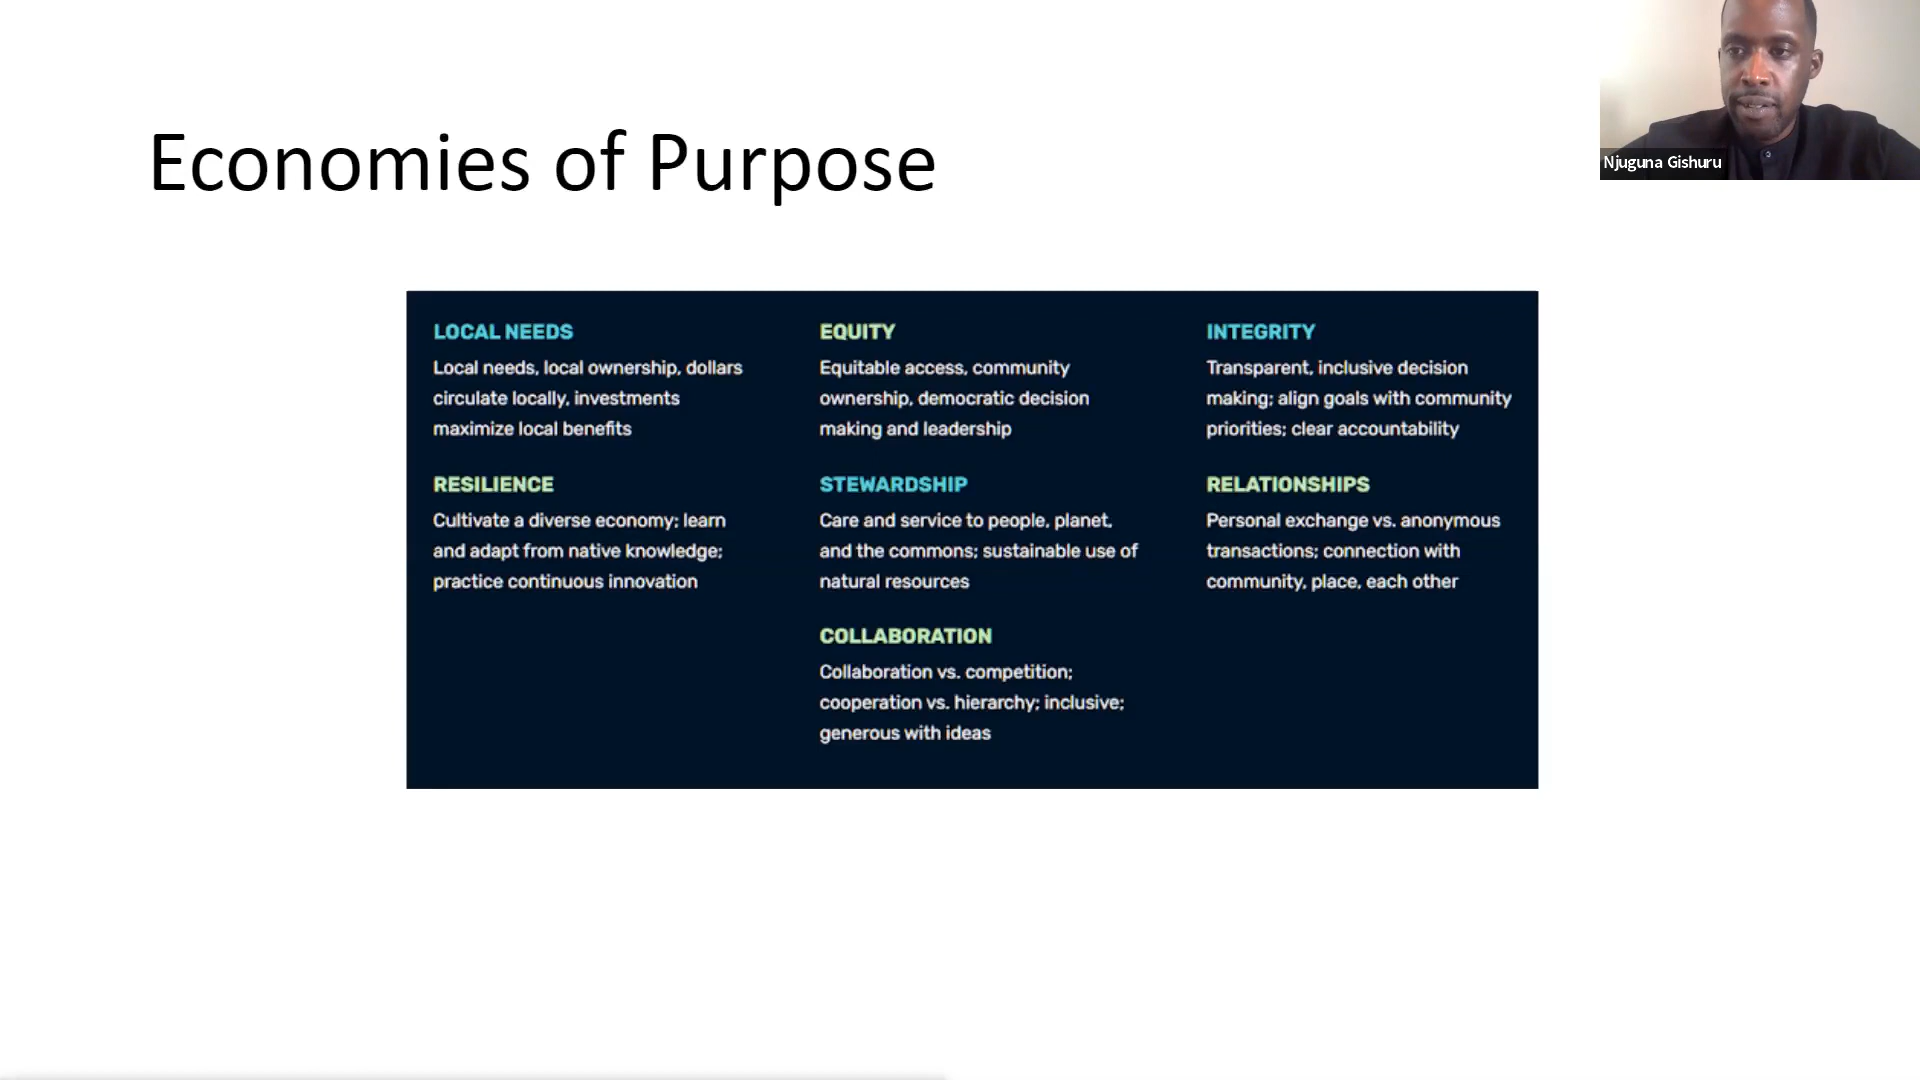 Economies of Purpose
Njuguna Gishuru
LOCAL NEEDS
Local needs, local ownership, dollars
circulate locally, investments
maximize local benefits
EQUITY
Equitable access, community
ownership, democratic decision
making and leadership
INTEGRITY
Transparent, inclusive decision
making; align goals with community
priorities; clear accountability
RESILIENCE
Cultivate a diverse economy; learn
and adapt from native knowledge;
practice continuous innovation
STEWARDSHIP
Care and service to people, planet,
and the commons; sustainable use of
natural resources
RELATIONSHIPS
Personal exchange vs. anonymous
transactions; connection with
community, place, each other
COLLABORATION
Collaboration vs. competition;
cooperation vs. hierarchy; inclusive;
generous with ideas